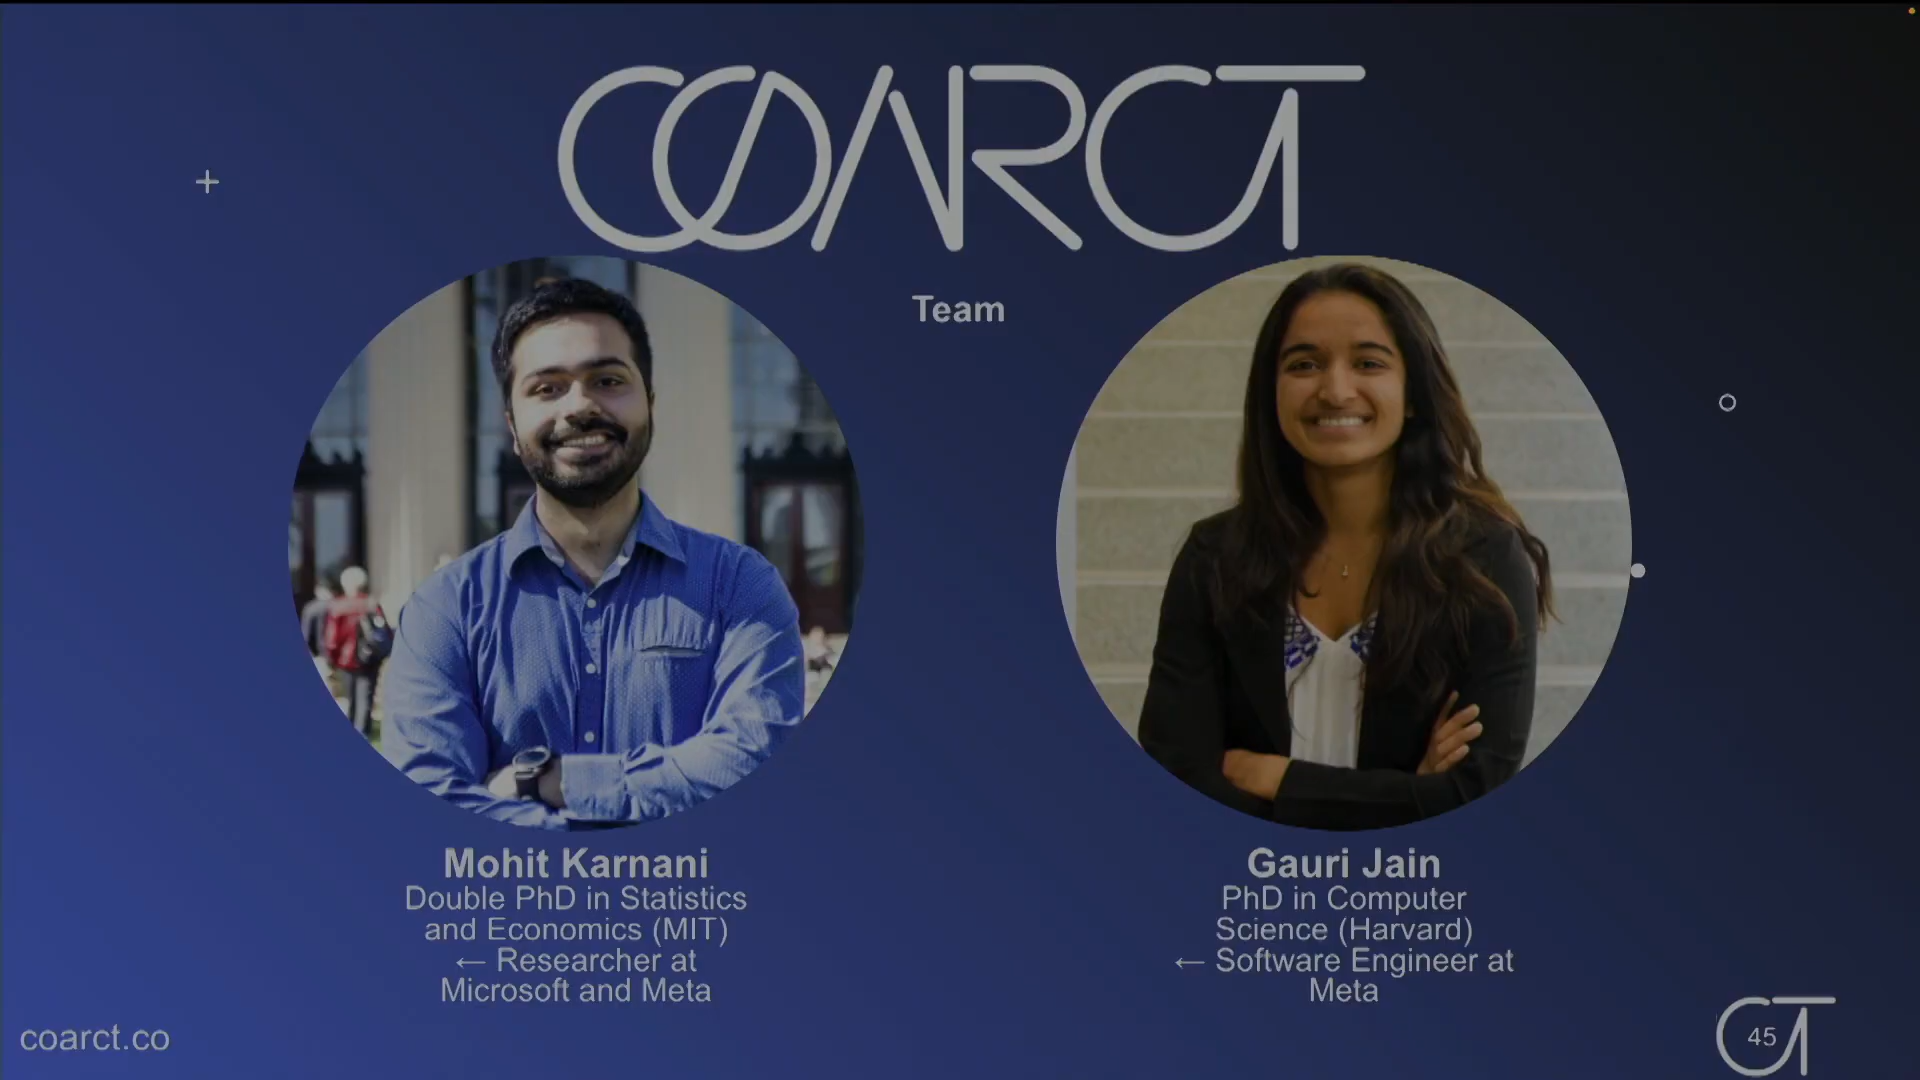 COARCT
Team
Mohit Karnani
Double PhD in Statistics
and Economics (MIT)
← Researcher at
Microsoft and Meta
Gauri Jain
PhD in Computer
Science (Harvard)
← Software Engineer at
Meta
coarct.co
CT
45